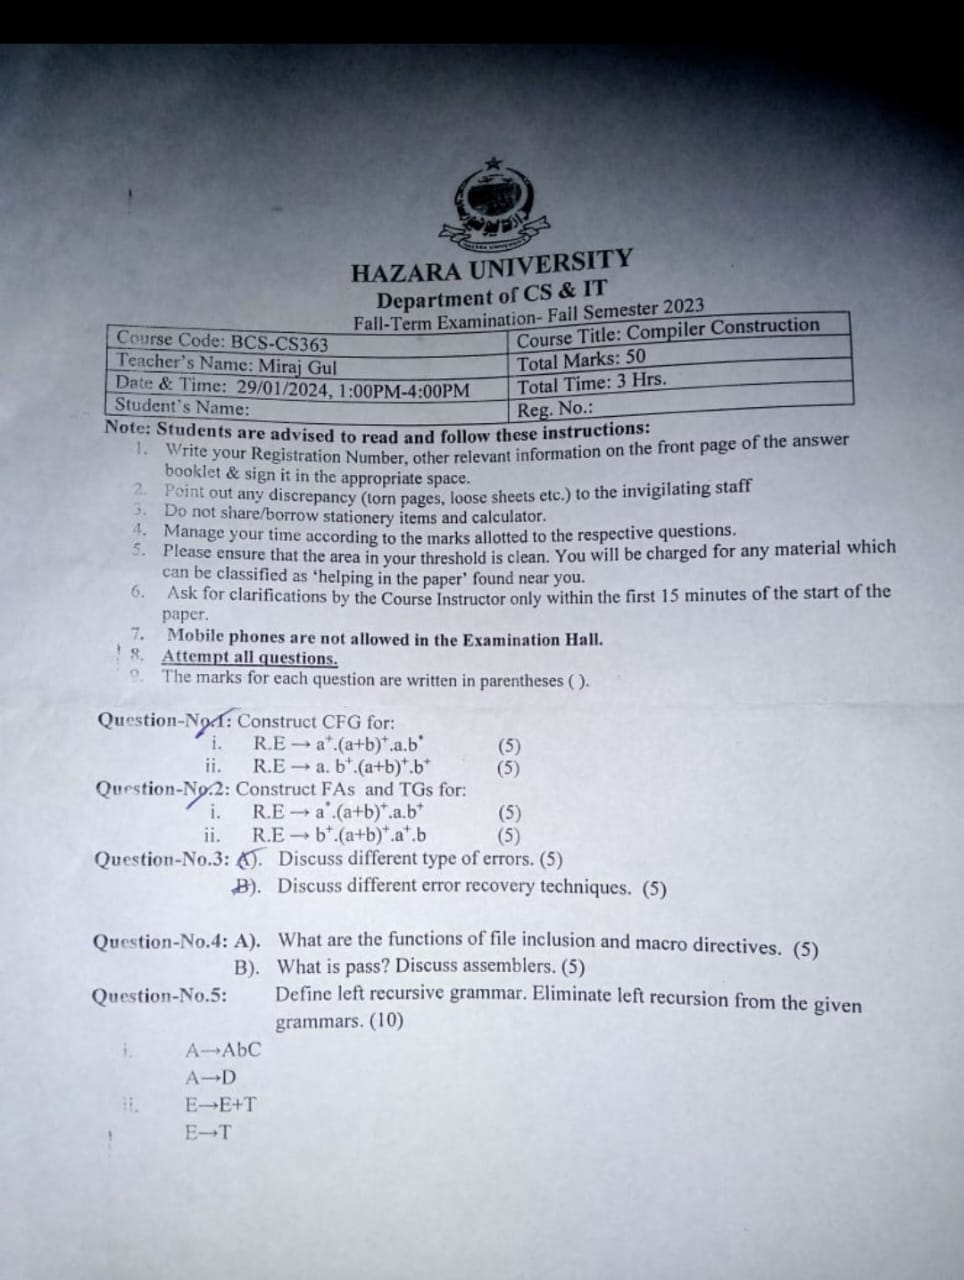 HAZARA UNIVERSITY
HAZARA UNIVERSITY
Department of CS & IT
Fall-Term Examination- Fall Semester 2023
Course Code: BCS-CS363 Course Title: Compiler Construction
Teacher's Name: Miraj Gul Total Marks: 50
Date & Time: 29/01/2024, 1:00PM-4:00PM Total Time: 3 Hrs.
Student's Name: Reg. No.:
Note: Students are advised to read and follow these instructions:
1. Write your Registration Number, other relevant information on the front page of the answer
booklet & sign it in the appropriate space.
2. Point out any discrepancy (torn pages, loose sheets etc.) to the invigilating staff
3. Do not share/borrow stationery items and calculator.
4. Manage your time according to the marks allotted to the respective questions.
5. Please ensure that the area in your threshold is clean. You will be charged for any material which
can be classified as ‘helping in the paper’ found near you.
6. Ask for clarifications by the Course Instructor only within the first 15 minutes of the start of the
paper.
7. Mobile phones are not allowed in the Examination Hall.
8. Attempt all questions.
9. The marks for each question are written in parentheses ( ).
Question-No.1: Construct CFG for:
i. R.E → a⁺.(a+b)⁺.a.b* (5)
ii. R.E → a. b⁺.(a+b)⁺.b⁺ (5)
Question-No.2: Construct FAs and TGs for:
i. R.E → a*.(a+b)⁺.a.b⁺ (5)
ii. R.E → b⁺.(a+b)⁺.a⁺.b (5)
Question-No.3: A). Discuss different type of errors. (5)
B). Discuss different error recovery techniques. (5)
Question-No.4: A). What are the functions of file inclusion and macro directives. (5)
B). What is pass? Discuss assemblers. (5)
Question-No.5: Define left recursive grammar. Eliminate left recursion from the given
grammars. (10)
i. A→AbC
A→D
ii. E→E+T
E→T